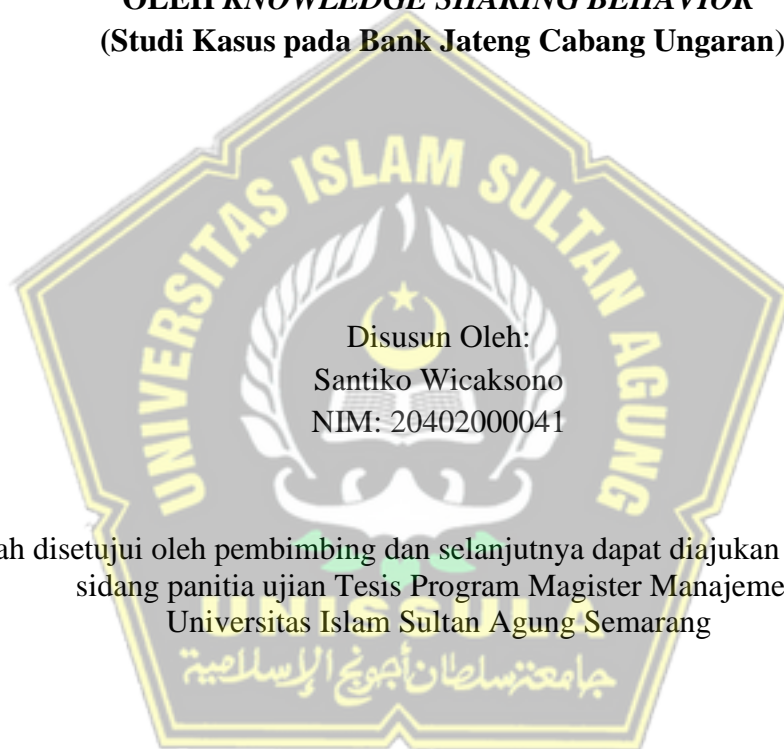 OLEH KNOWLEDGE SHARING BEHAVIOR
(Studi Kasus pada Bank Jateng Cabang Ungaran)
UNIVERSITAS ISLAM SULTAN AGUNG
Disusun Oleh:
Santiko Wicaksono
NIM: 20402000041
ah disetujui oleh pembimbing dan selanjutnya dapat diajukan
sidang panitia ujian Tesis Program Magister Manajeme
Universitas Islam Sultan Agung Semarang
UNISSULA
جامعة سلطان أجونج الإسلامية